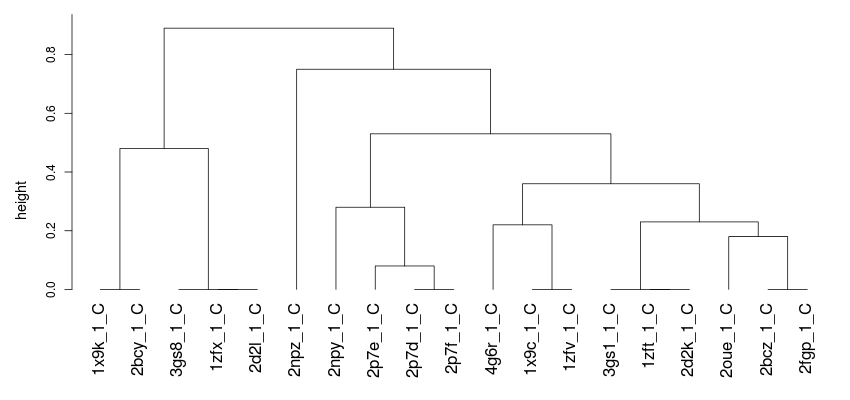 0.8
0.6
0.4
0.2
0.0
height
1x9k_1_C
2bcy_1_C
3gs8_1_C
1zfx_1_C
2d2l_1_C
2npz_1_C
2npy_1_C
2p7e_1_C
2p7d_1_C
2p7f_1_C
4g6r_1_C
1x9c_1_C
1zfv_1_C
3gs1_1_C
1zft_1_C
2d2k_1_C
2oue_1_C
2bcz_1_C
2fgp_1_C